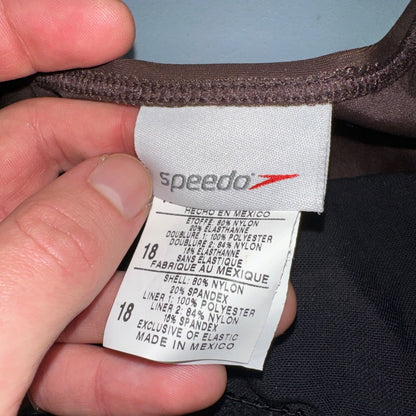 speedo
HECHO EN MEXICO
ETOFFE: 80% NYLON
20% ELASTHANNE
DOUBLURE 1: 100% POLYESTER
DOUBLURE 2: 84% NYLON
16% ELASTHANNE
SANS ÉLASTIQUE
18
FABRIQUE AU MEXIQUE
SHELL: 80% NYLON
20% SPANDEX
LINER 1: 100% POLYESTER
LINER 2: 84% NYLON
16% SPANDEX
18
EXCLUSIVE OF ELASTIC
MADE IN MEXICO